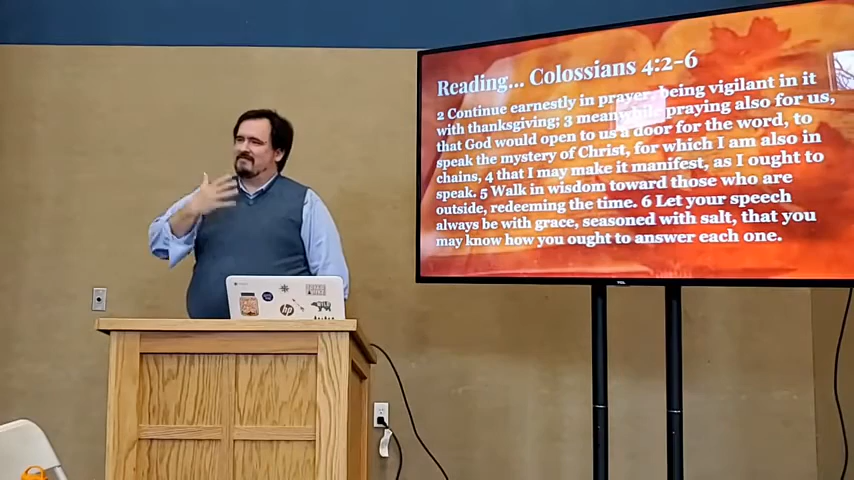 Reading... Colossians 4:2-6
2 Continue earnestly in prayer, being vigilant in it
with thanksgiving; 3 meanwhile praying also for us,
that God would open to us a door for the word, to
speak the mystery of Christ, for which I am also in
chains, 4 that I may make it manifest, as I ought to
speak. 5 Walk in wisdom toward those who are
outside, redeeming the time. 6 Let your speech
always be with grace, seasoned with salt, that you
may know how you ought to answer each one.
TCL
hp